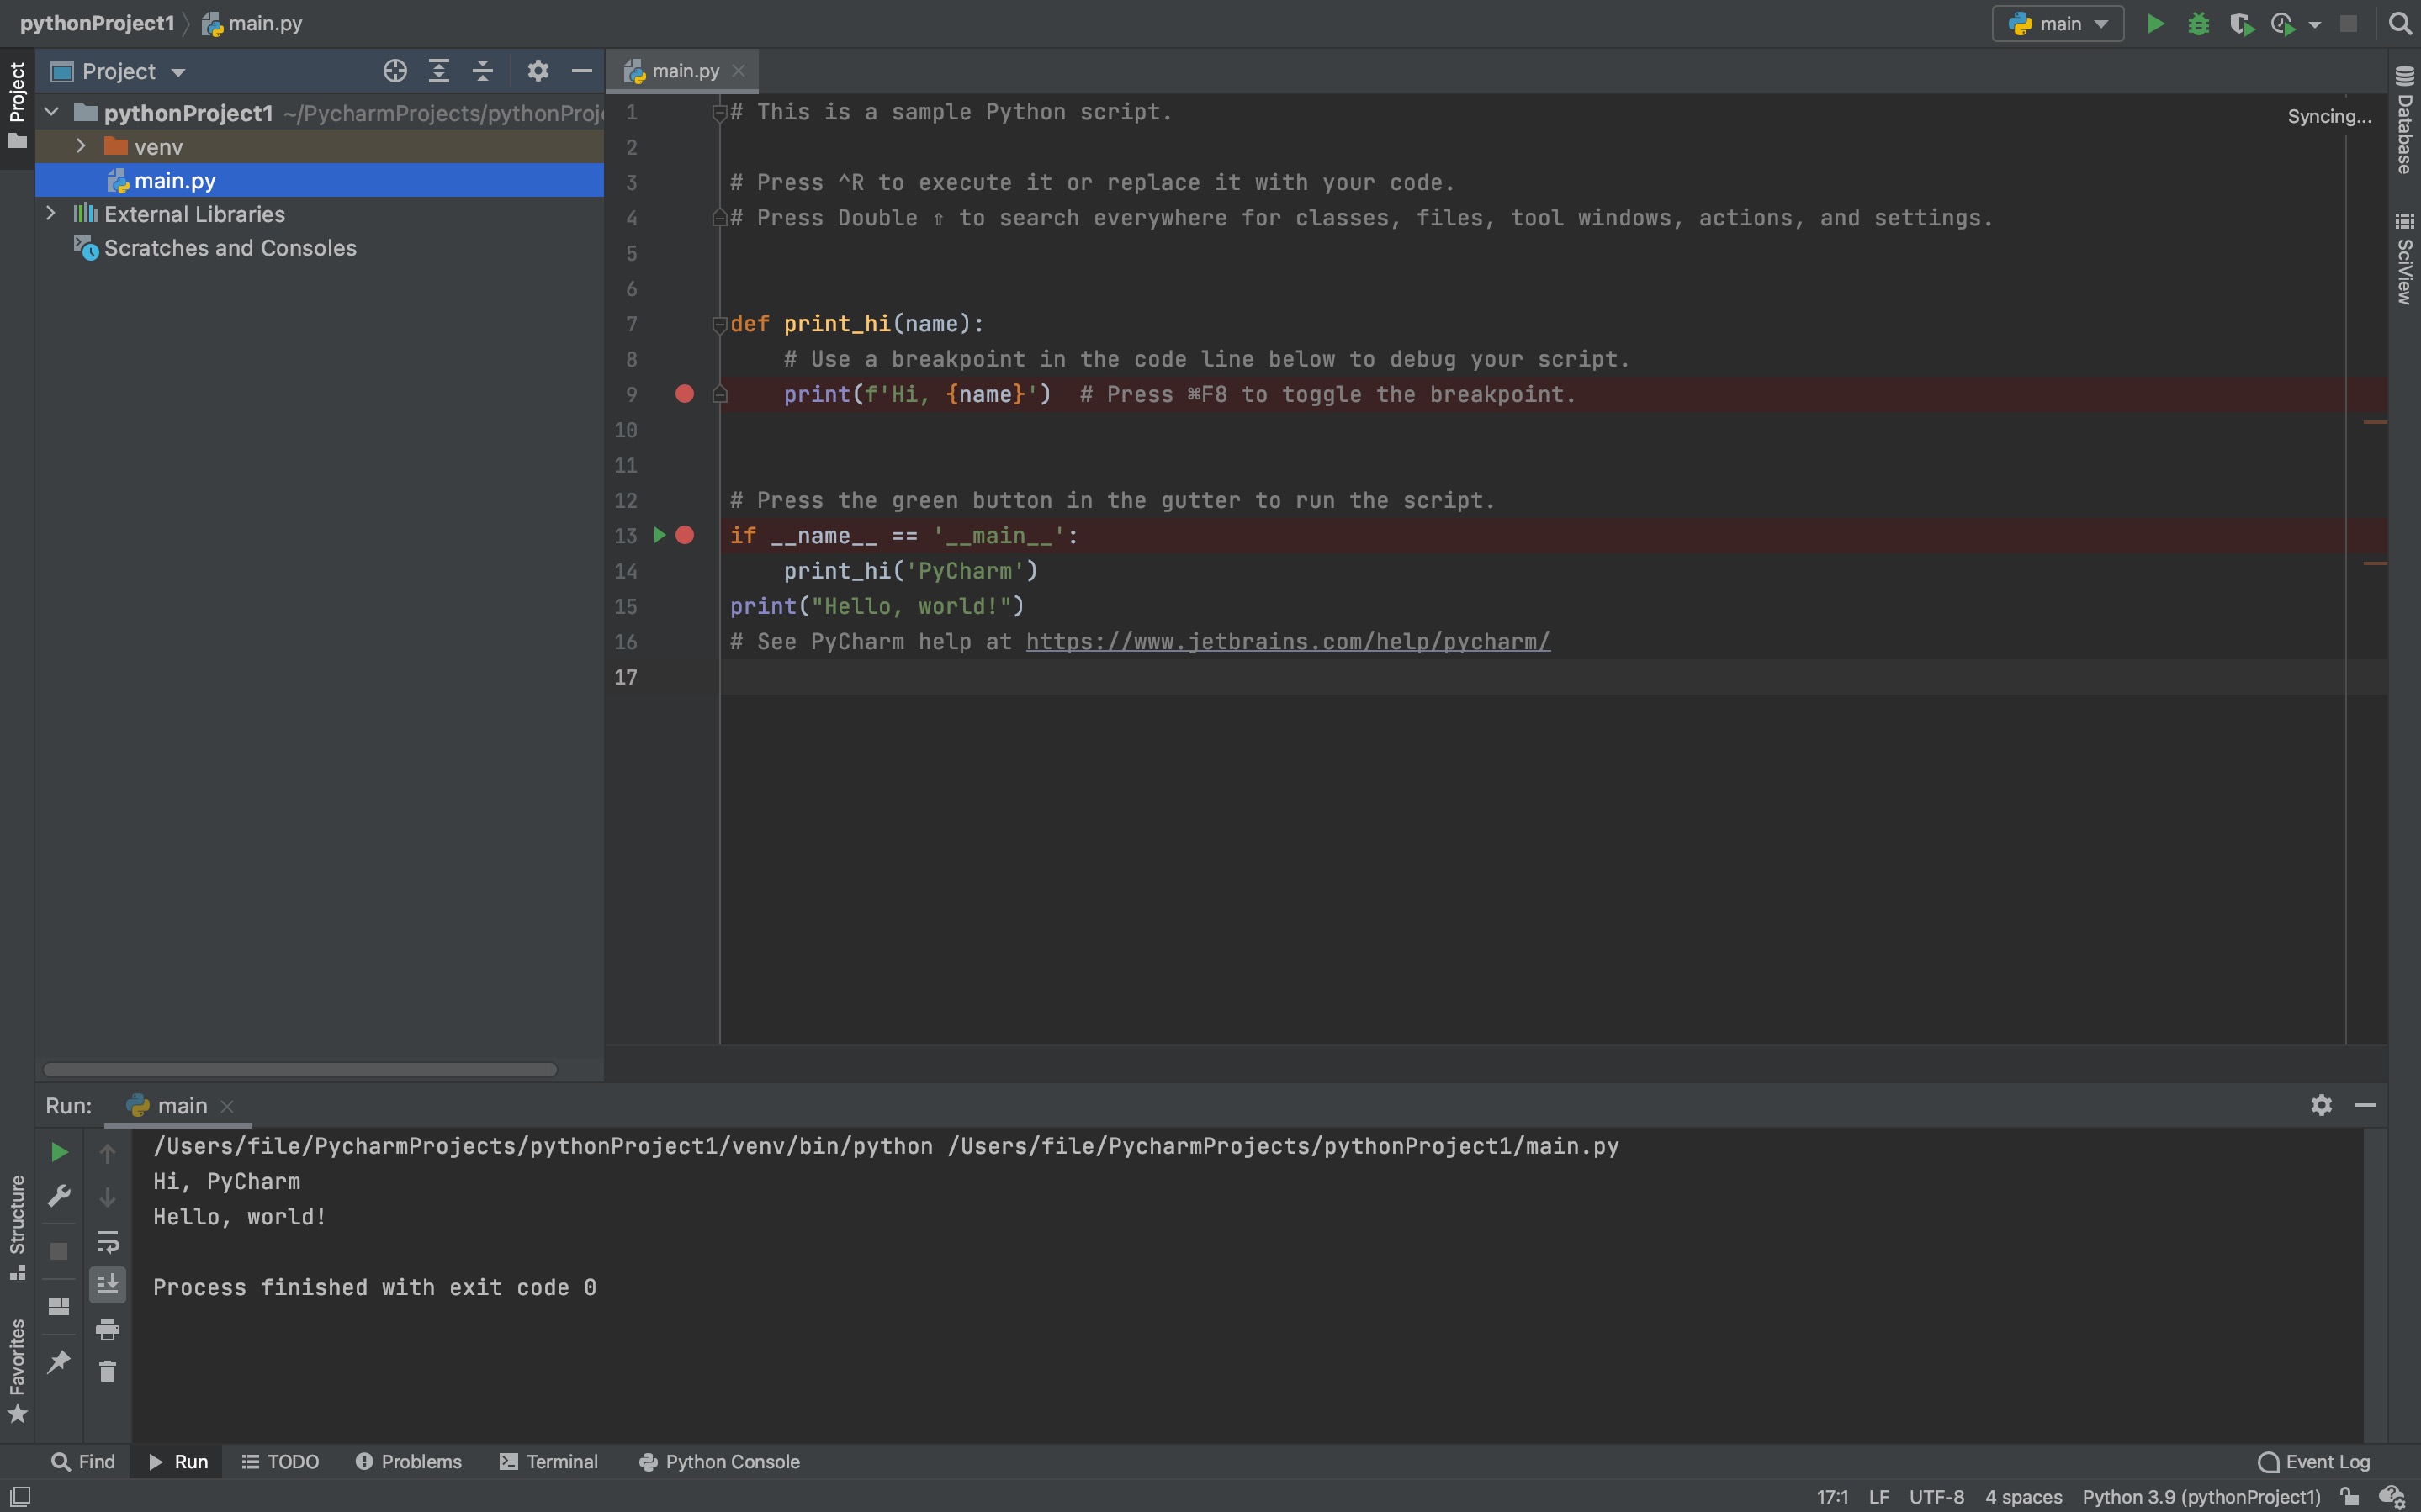 pythonProject1
main.py
main
Project
Project
main.py
Database
SciView
pythonProject1 ~/PycharmProjects/pythonProj
venv
main.py
External Libraries
Scratches and Consoles
Syncing...
1 # This is a sample Python script.
2
3 # Press ^R to execute it or replace it with your code.
4 # Press Double ⇧ to search everywhere for classes, files, tool windows, actions, and settings.
5
6
7 def print_hi(name):
8     # Use a breakpoint in the code line below to debug your script.
9     print(f'Hi, {name}')  # Press ⌘F8 to toggle the breakpoint.
10
11
12 # Press the green button in the gutter to run the script.
13 if __name__ == '__main__':
14     print_hi('PyCharm')
15 print("Hello, world!")
16 # See PyCharm help at https://www.jetbrains.com/help/pycharm/
17
Run: main
/Users/file/PycharmProjects/pythonProject1/venv/bin/python /Users/file/PycharmProjects/pythonProject1/main.py
Hi, PyCharm
Hello, world!
Process finished with exit code 0
Structure
Favorites
Find Run TODO Problems Terminal Python Console Event Log
17:1 LF UTF-8 4 spaces Python 3.9 (pythonProject1)